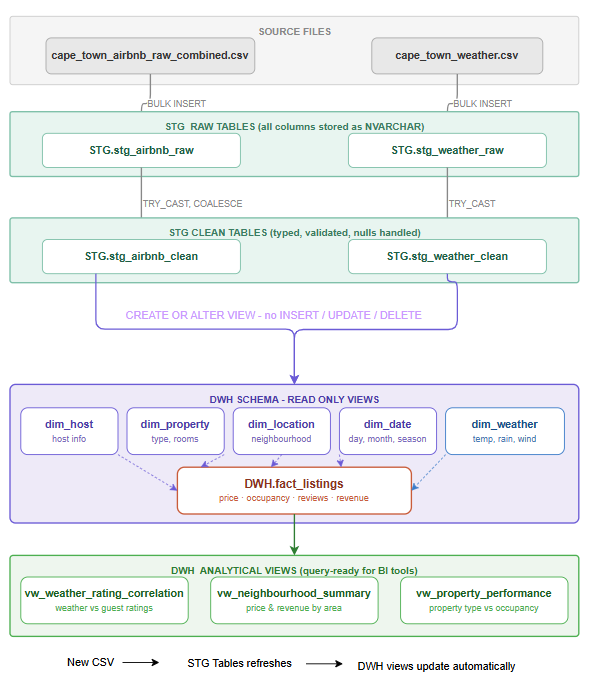 SOURCE FILES
cape_town_airbnb_raw_combined.csv
cape_town_weather.csv
BULK INSERT
BULK INSERT
STG RAW TABLES (all columns stored as NVARCHAR)
STG.stg_airbnb_raw
STG.stg_weather_raw
TRY_CAST, COALESCE
TRY_CAST
STG CLEAN TABLES (typed, validated, nulls handled)
STG.stg_airbnb_clean
STG.stg_weather_clean
CREATE OR ALTER VIEW - no INSERT / UPDATE / DELETE
DWH SCHEMA - READ ONLY VIEWS
dim_host
host info
dim_property
type, rooms
dim_location
neighbourhood
dim_date
day, month, season
dim_weather
temp, rain, wind
DWH.fact_listings
price · occupancy · reviews · revenue
DWH ANALYTICAL VIEWS (query-ready for BI tools)
vw_weather_rating_correlation
weather vs guest ratings
vw_neighbourhood_summary
price & revenue by area
vw_property_performance
property type vs occupancy
New CSV
STG Tables refreshes
DWH views update automatically